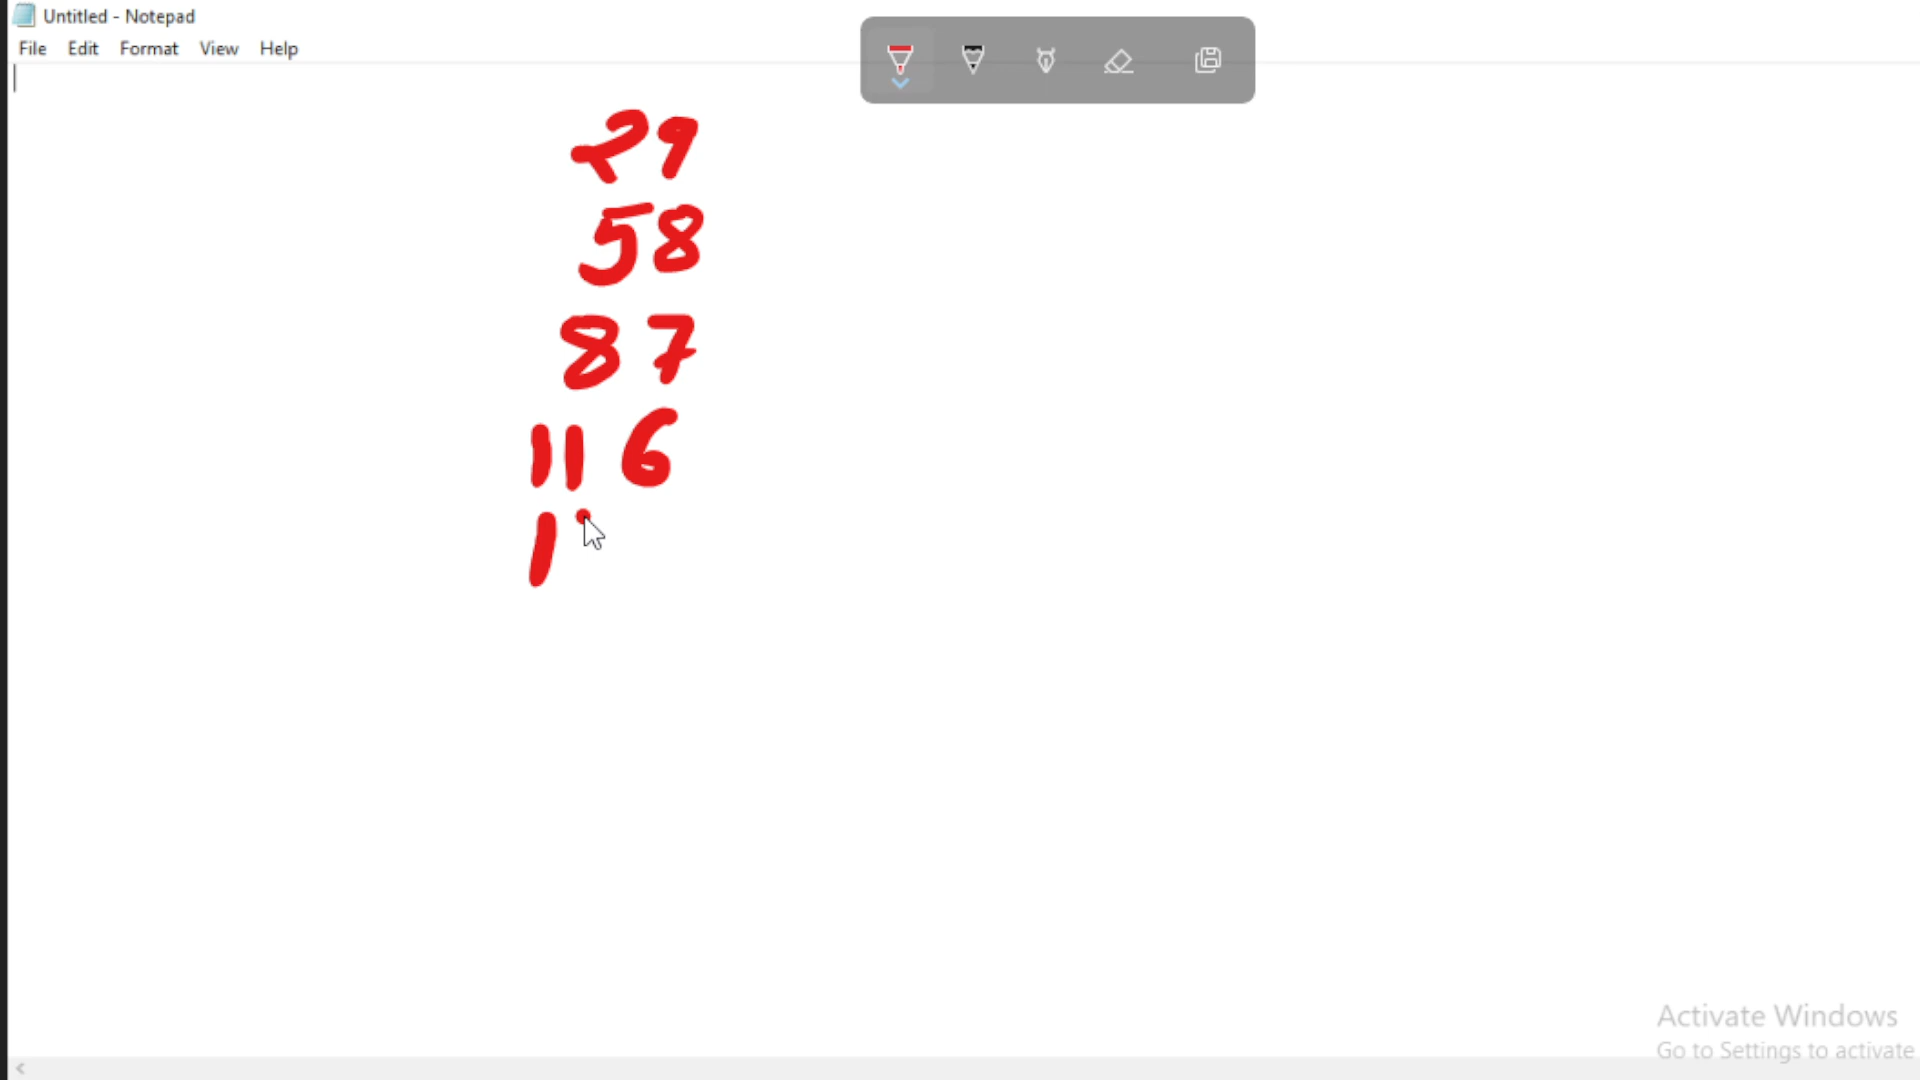 Untitled - Notepad
File Edit Format View Help
29
58
87
116
1
Activate Windows
Go to Settings to activate